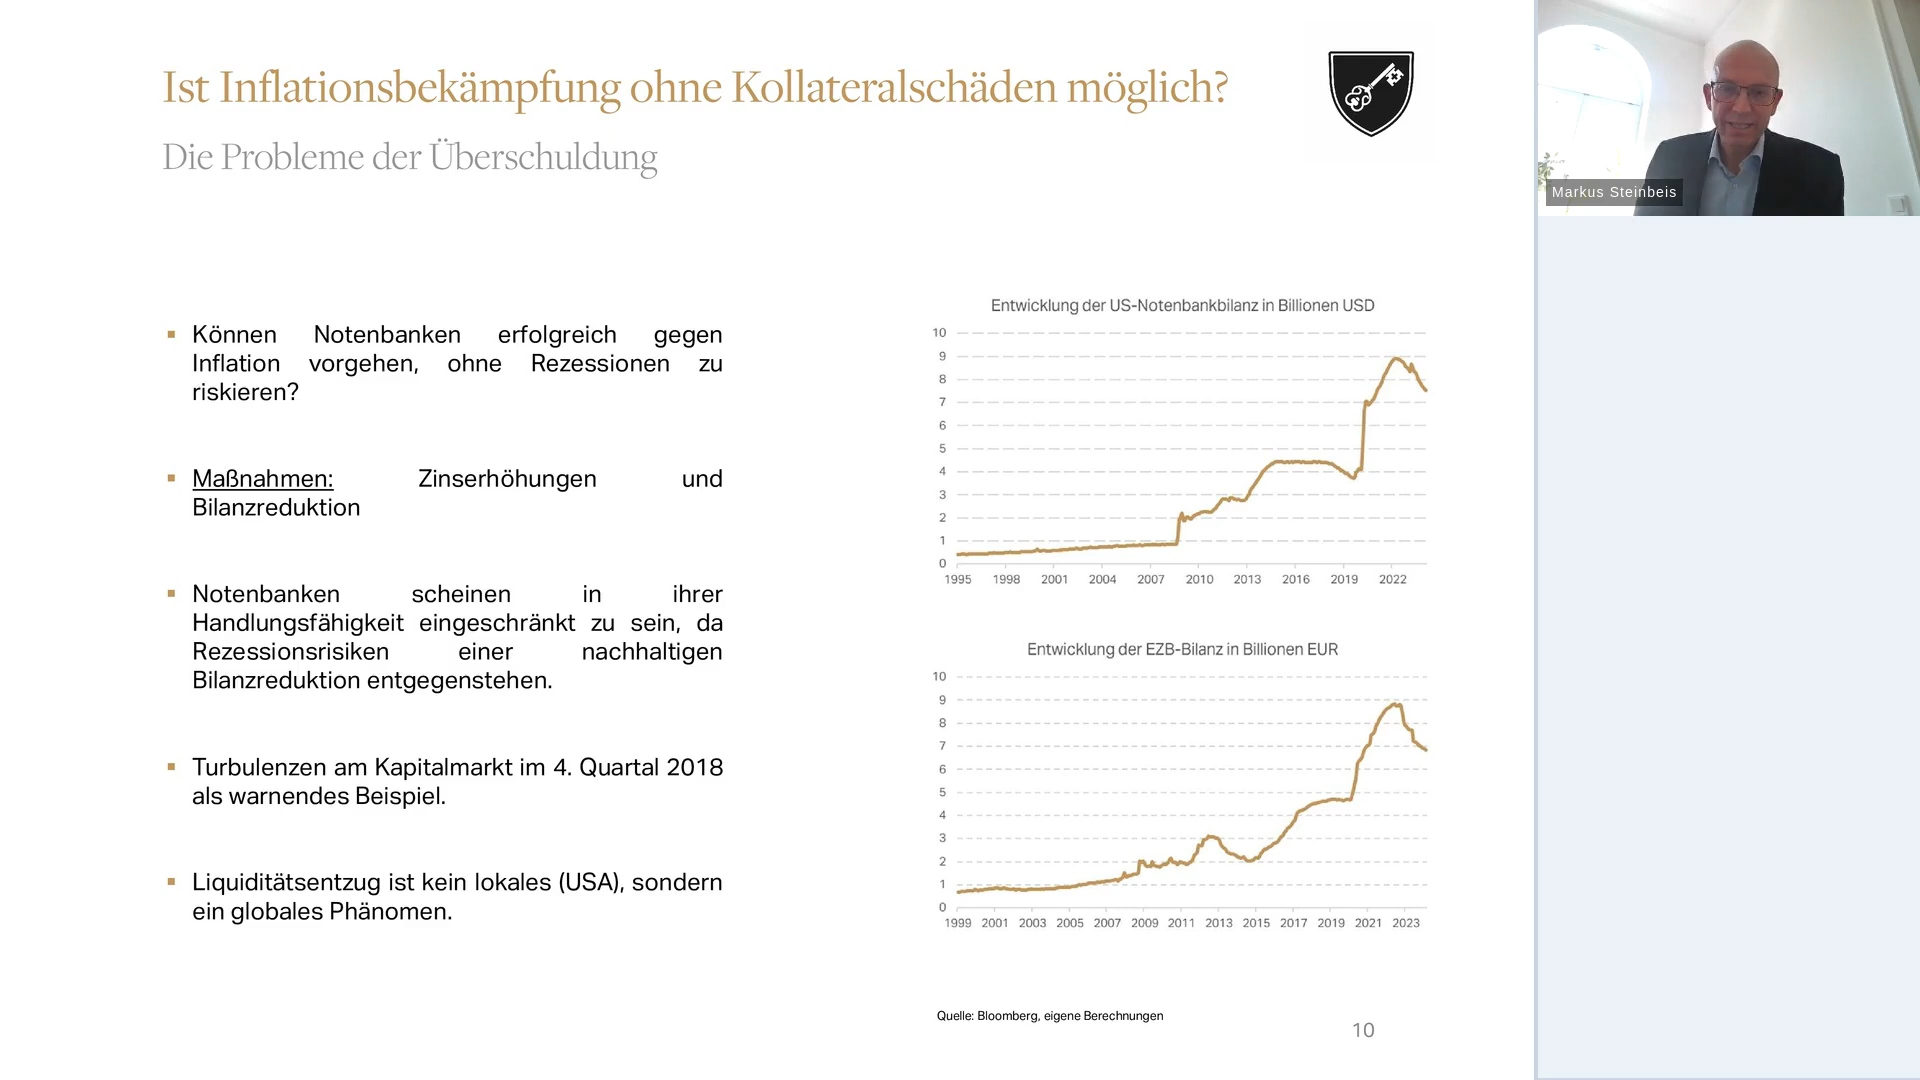 Ist Inflationsbekämpfung ohne Kollateralschäden möglich?
Die Probleme der Überschuldung
Können Notenbanken erfolgreich gegen
Inflation vorgehen, ohne Rezessionen zu
riskieren?
Maßnahmen: Zinserhöhungen und
Bilanzreduktion
Notenbanken scheinen in ihrer
Handlungsfähigkeit eingeschränkt zu sein, da
Rezessionsrisiken einer nachhaltigen
Bilanzreduktion entgegenstehen.
Turbulenzen am Kapitalmarkt im 4. Quartal 2018
als warnendes Beispiel.
Liquiditätsentzug ist kein lokales (USA), sondern
ein globales Phänomen.
Entwicklung der US-Notenbankbilanz in Billionen USD
10
9
8
7
6
5
4
3
2
1
0
1995 1998 2001 2004 2007 2010 2013 2016 2019 2022
Entwicklung der EZB-Bilanz in Billionen EUR
10
9
8
7
6
5
4
3
2
1
0
1999 2001 2003 2005 2007 2009 2011 2013 2015 2017 2019 2021 2023
Quelle: Bloomberg, eigene Berechnungen
10
Markus Steinbeis